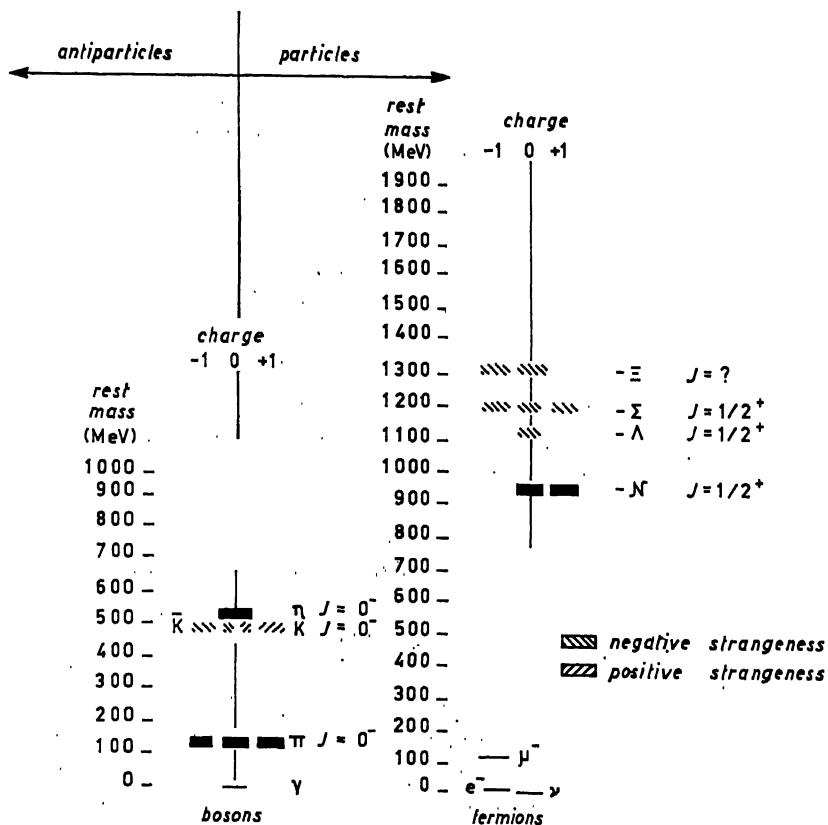 antiparticles particles
rest
mass
(MeV)
charge
-1 0 +1
1900
1800
1700
1600
1500
1400
1300
1200
1100
1000
900
800
700
600
500
400
300
200
100
0
- Ξ J = ?
- Σ J = 1/2⁺
- Λ J = 1/2⁺
- N J = 1/2⁺
negative strangeness
positive strangeness
μ⁻
e⁻ ν
fermions
charge
-1 0 +1
rest
mass
(MeV)
1000
900
800
700
600
500
400
300
200
100
0
η J = 0⁻
K̄ K J = 0⁻
π J = 0⁻
γ
bosons